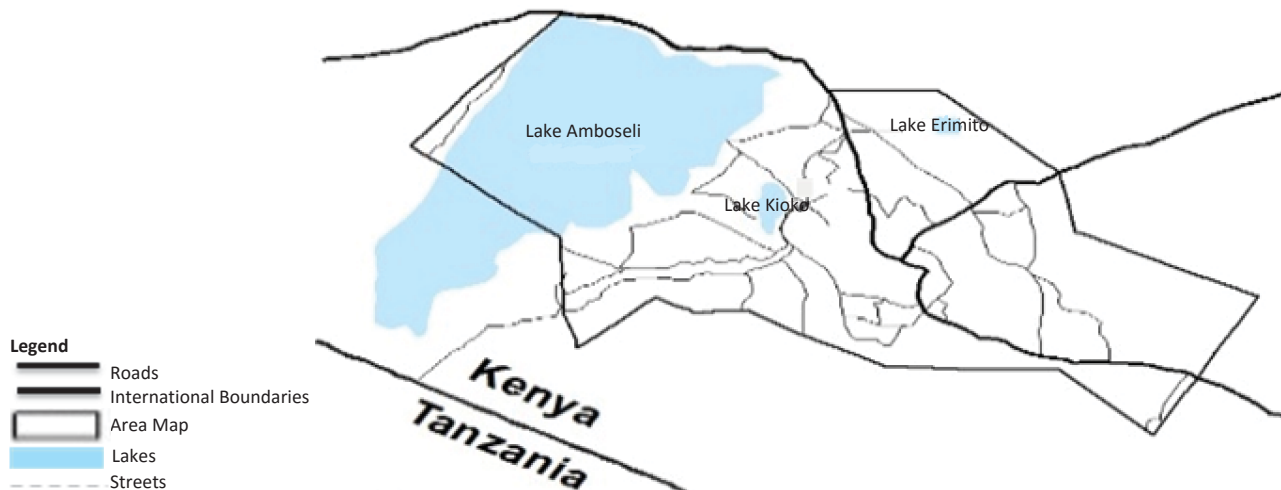 Lake Amboseli
Lake Erimito
Lake Kioko
Kenya
Tanzania
Legend
Roads
International Boundaries
Area Map
Lakes
Streets